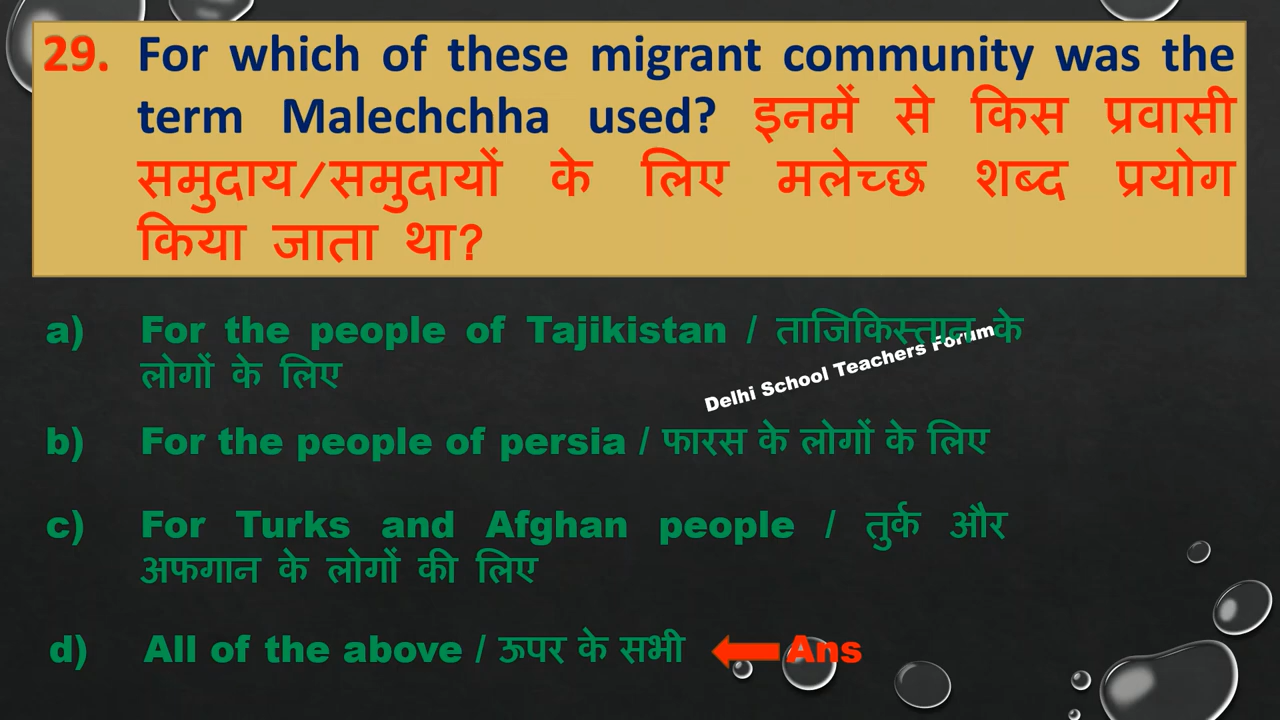 29. For which of these migrant community was the
term Malechchha used? इनमें से किस प्रवासी
समुदाय/समुदायों के लिए मलेच्छ शब्द प्रयोग
किया जाता था?
a) For the people of Tajikistan / ताजिकिस्तान के
लोगों के लिए
Delhi School Teachers Forum
b) For the people of persia / फारस के लोगों के लिए
c) For Turks and Afghan people / तुर्क और
अफगान के लोगों की लिए
d) All of the above / ऊपर के सभी Ans